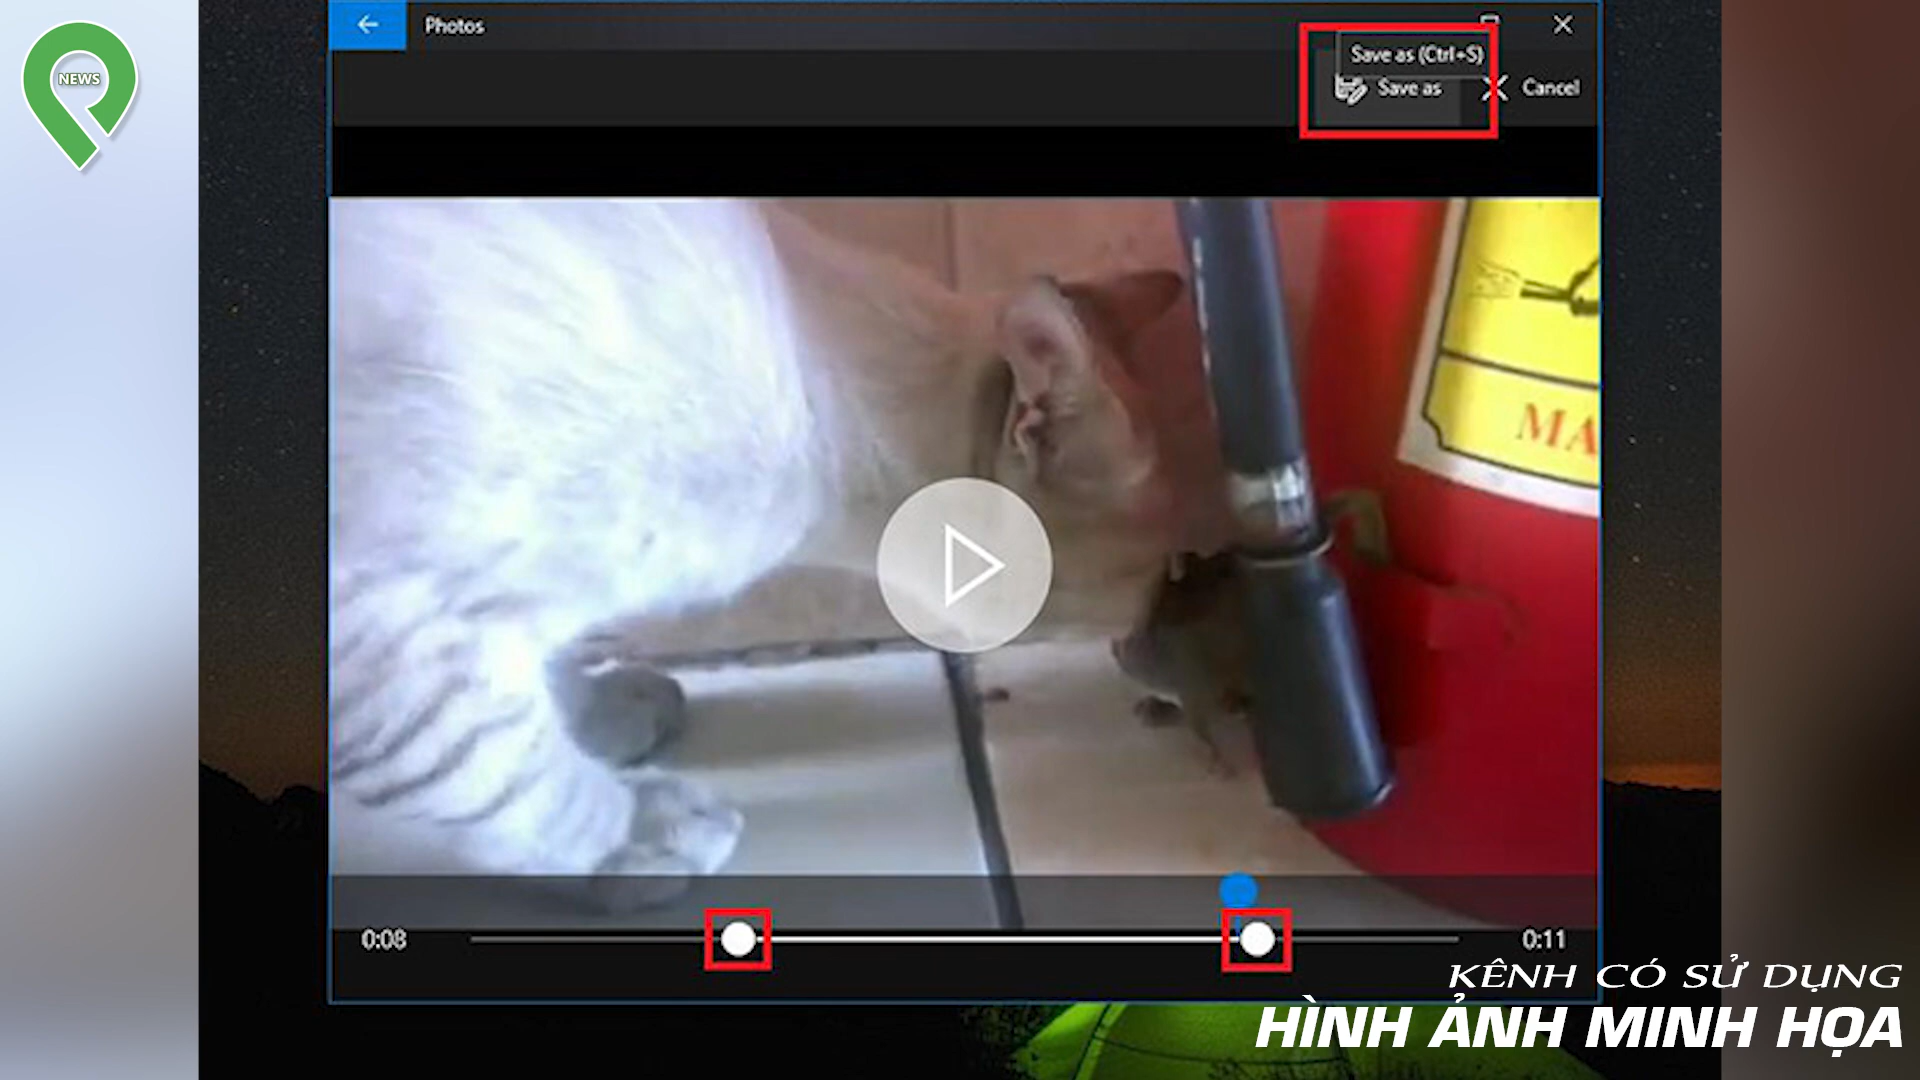 NEWS
Photos
Save as (Ctrl+S)
Save as
Cancel
MA
0:08
0:11
KÊNH CÓ SỬ DỤNG
HÌNH ẢNH MINH HỌA